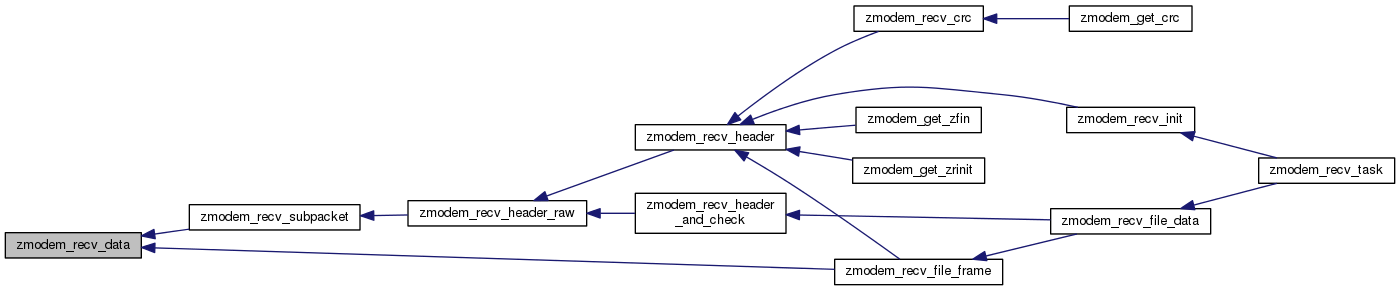 zmodem_recv_crc
zmodem_get_crc
zmodem_get_zfin
zmodem_recv_init
zmodem_recv_header
zmodem_get_zrinit
zmodem_recv_task
zmodem_recv_subpacket
zmodem_recv_header_raw
zmodem_recv_header
_and_check
zmodem_recv_file_data
zmodem_recv_data
zmodem_recv_file_frame